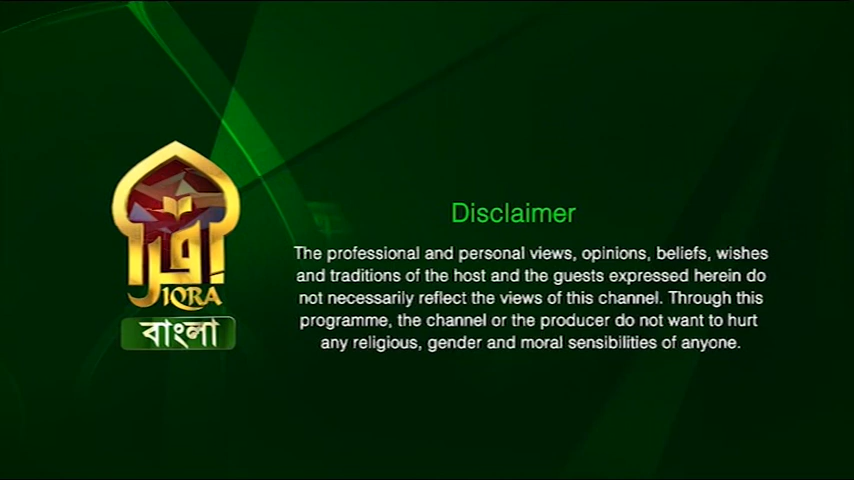 اقرأ
IQRA
বাংলা
Disclaimer
The professional and personal views, opinions, beliefs, wishes
and traditions of the host and the guests expressed herein do
not necessarily reflect the views of this channel. Through this
programme, the channel or the producer do not want to hurt
any religious, gender and moral sensibilities of anyone.